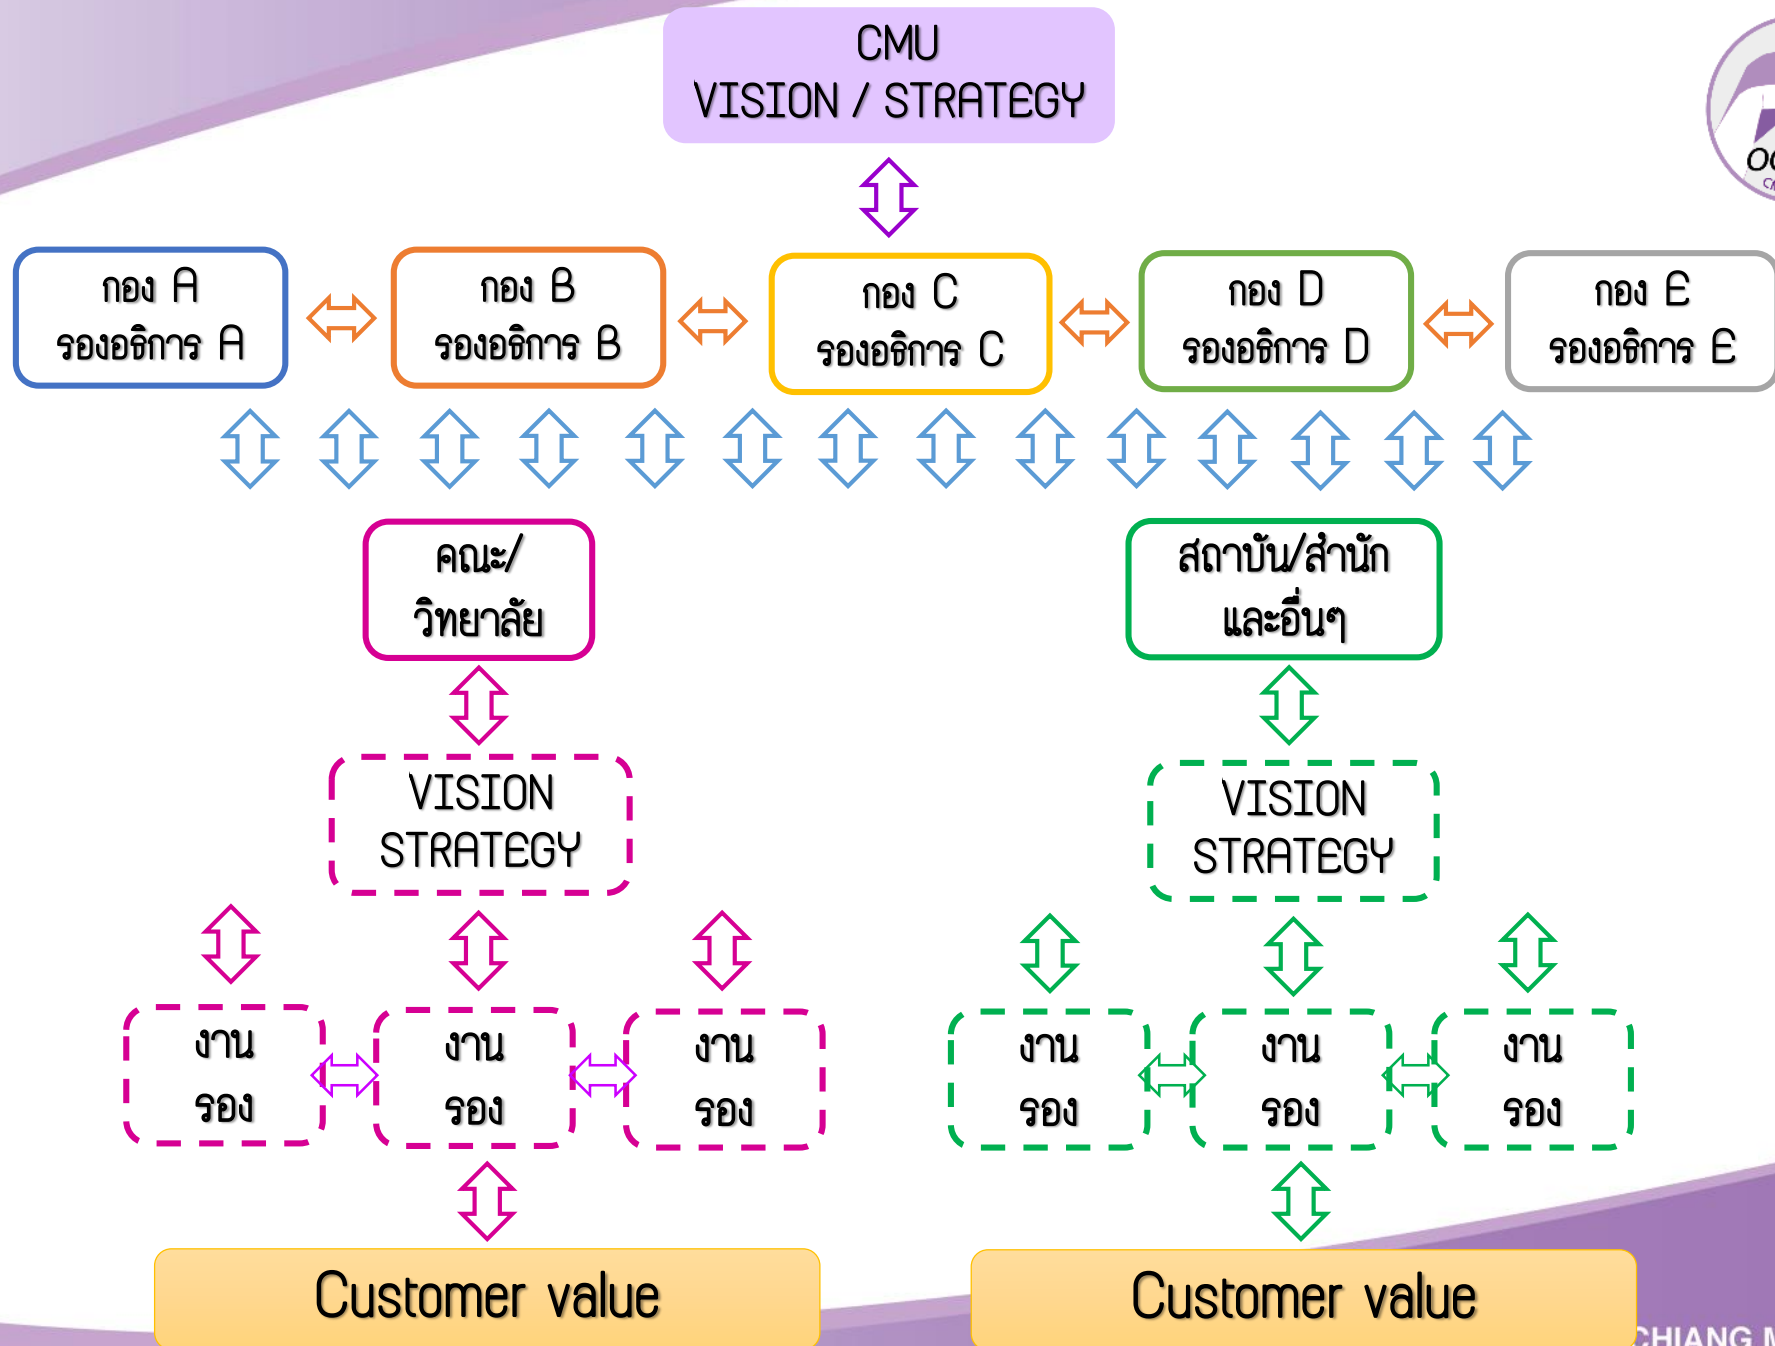 CMU
VISION / STRATEGY
กอง A
รองอธิการ A
กอง B
รองอธิการ B
กอง C
รองอธิการ C
กอง D
รองอธิการ D
กอง E
รองอธิการ E
คณะ/
วิทยาลัย
สถาบัน/สำนัก
และอื่นๆ
VISION
STRATEGY
VISION
STRATEGY
งาน
รอง
งาน
รอง
งาน
รอง
งาน
รอง
งาน
รอง
งาน
รอง
Customer value
Customer value
CHIANG